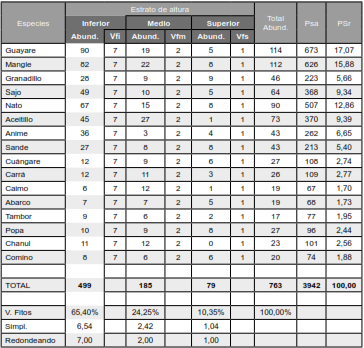 Especies Estrato de altura Total Abund. Psa PSr
Inferior Medio Superior
Abund. Vfi Abund. Vfm Abund. Vfs
Guayare 90 7 19 2 5 1 114 673 17,07
Mangle 82 7 22 2 8 1 112 626 15,88
Granadillo 28 7 9 2 9 1 46 223 5,66
Sajo 49 7 10 2 5 1 64 368 9,34
Nato 67 7 15 2 8 1 90 507 12,86
Aceitillo 45 7 27 2 1 1 73 370 9,39
Anime 36 7 3 2 4 1 43 262 6,65
Sande 27 7 8 2 8 1 43 213 5,40
Cuángare 12 7 9 2 6 1 27 108 2,74
Carrá 12 7 11 2 3 1 26 109 2,77
Caimo 6 7 12 2 1 1 19 67 1,70
Abarco 7 7 7 2 5 1 19 68 1,73
Tambor 9 7 6 2 2 1 17 77 1,95
Popa 10 7 9 2 8 1 27 96 2,44
Chanul 11 7 12 2 0 1 23 101 2,56
Comino 8 7 6 2 6 1 20 74 1,88
TOTAL 499 185 79 763 3942 100,00
V. Fitos 65,40% 24,25% 10,35% 100,00%
Simpl. 6,54 2,42 1,04
Redondeando 7,00 2,00 1,00